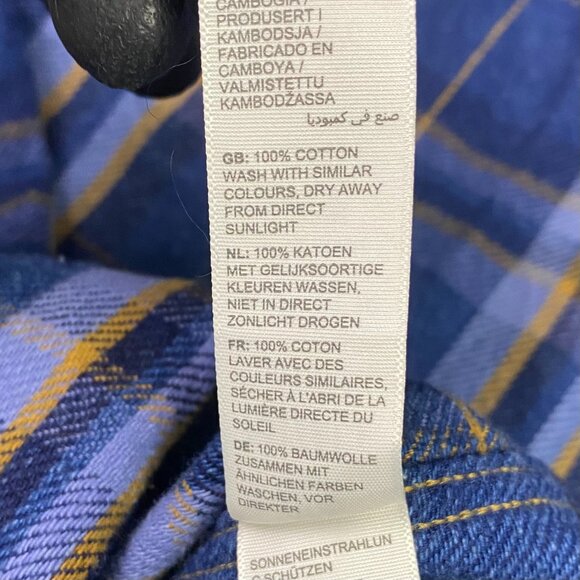 CAMBOGIA /
PRODUSERT I
KAMBODSJA /
FABRICADO EN
CAMBOYA /
VALMISTETTU
KAMBODŽASSA
صنع في كمبوديا
GB: 100% COTTON
WASH WITH SIMILAR
COLOURS, DRY AWAY
FROM DIRECT
SUNLIGHT
NL: 100% KATOEN
MET GELIJKSOORTIGE
KLEUREN WASSEN,
NIET IN DIRECT
ZONLICHT DROGEN
FR: 100% COTON
LAVER AVEC DES
COULEURS SIMILAIRES,
SÉCHER À L'ABRI DE LA
LUMIÈRE DIRECTE DU
SOLEIL
DE: 100% BAUMWOLLE
ZUSAMMEN MIT
ÄHNLICHEN FARBEN
WASCHEN, VOR
DIREKTER
SONNENEINSTRAHLUN
G SCHÜTZEN